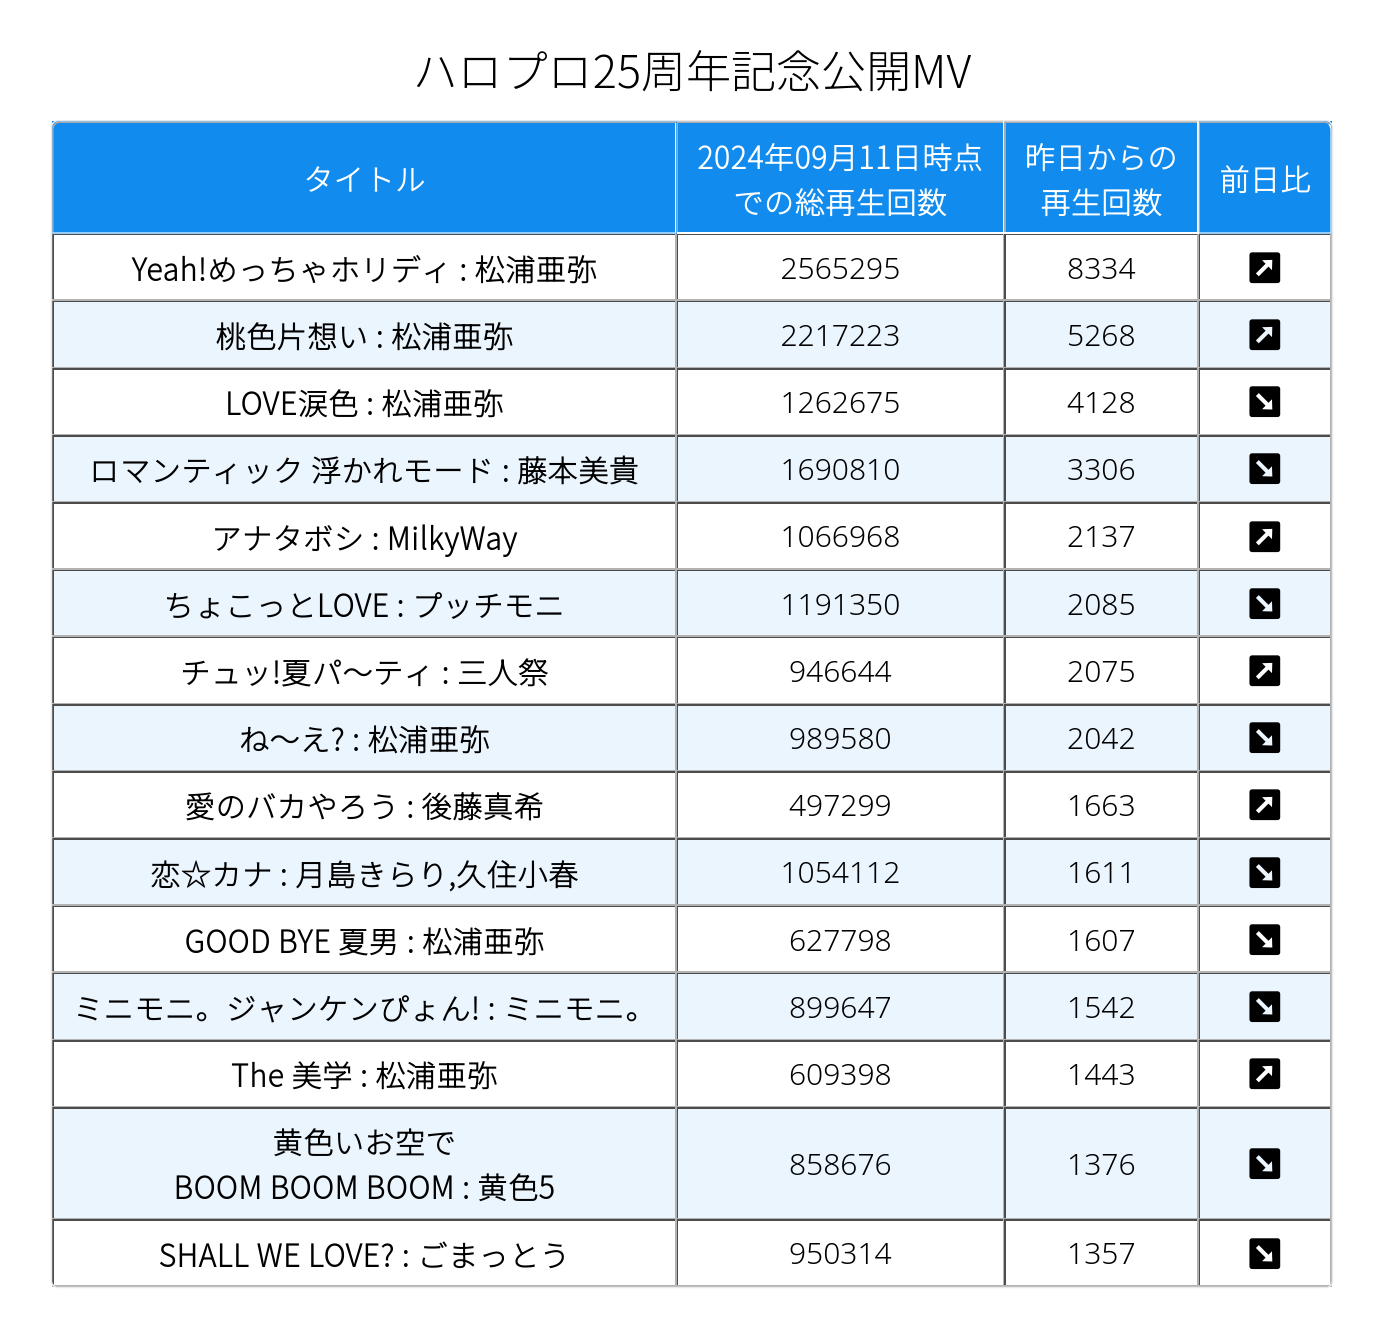 ハロプロ25周年記念公開MV
タイトル
2024年09月11日時点
での総再生回数
昨日からの
再生回数
前日比
Yeah!めっちゃホリディ : 松浦亜弥 2565295 8334
桃色片想い : 松浦亜弥 2217223 5268
LOVE涙色 : 松浦亜弥 1262675 4128
ロマンティック 浮かれモード : 藤本美貴 1690810 3306
アナタボシ : MilkyWay 1066968 2137
ちょこっとLOVE : プッチモニ 1191350 2085
チュッ!夏パ〜ティ : 三人祭 946644 2075
ね〜え? : 松浦亜弥 989580 2042
愛のバカやろう : 後藤真希 497299 1663
恋☆カナ : 月島きらり,久住小春 1054112 1611
GOOD BYE 夏男 : 松浦亜弥 627798 1607
ミニモニ。ジャンケンぴょん! : ミニモニ。 899647 1542
The 美学 : 松浦亜弥 609398 1443
黄色いお空で
BOOM BOOM BOOM : 黄色5 858676 1376
SHALL WE LOVE? : ごまっとう 950314 1357